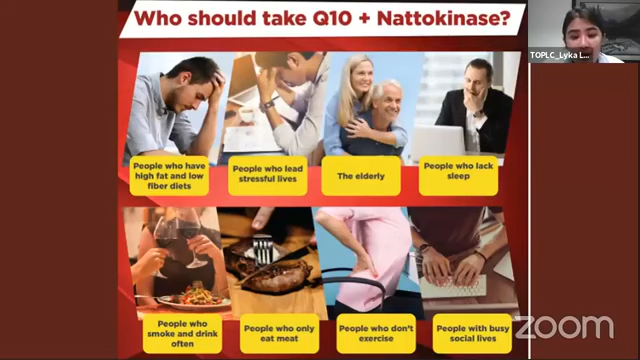 Who should take Q10 + Nattokinase?
TOPLC_Lyka L...
People who have
high fat and low
fiber diets
People who lead
stressful lives
The elderly
People who lack
sleep
People who
smoke and drink
often
People who only
eat meat
People who don't
exercise
People with busy
social lives
zoom